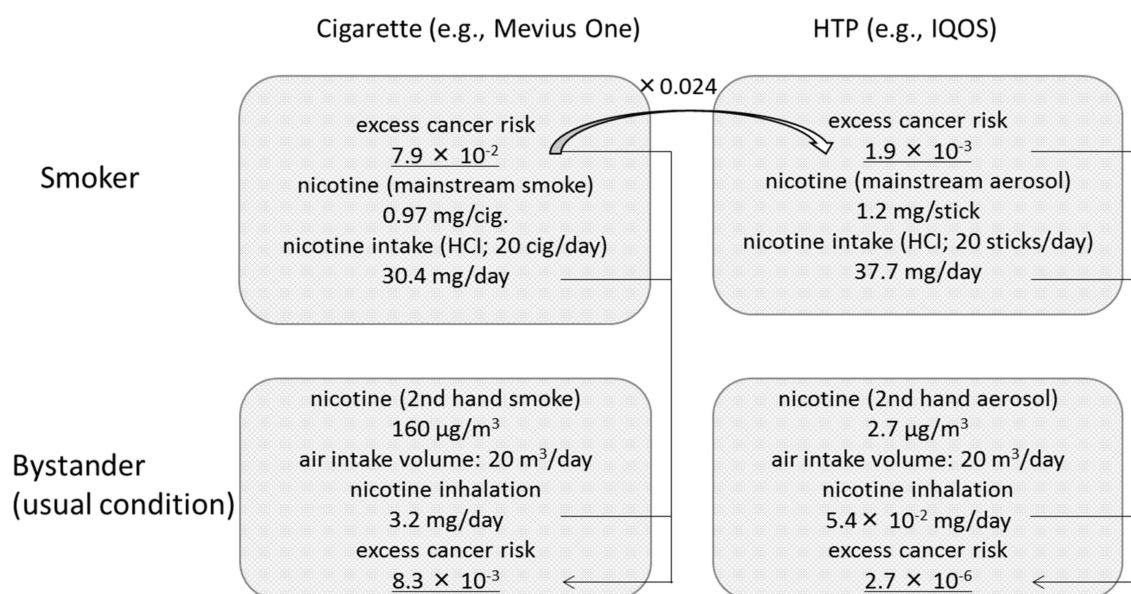 Cigarette (e.g., Mevius One)
HTP (e.g., IQOS)
× 0.024
Smoker
excess cancer risk
7.9 × 10⁻²
nicotine (mainstream smoke)
0.97 mg/cig.
nicotine intake (HCI; 20 cig/day)
30.4 mg/day
excess cancer risk
1.9 × 10⁻³
nicotine (mainstream aerosol)
1.2 mg/stick
nicotine intake (HCI; 20 sticks/day)
37.7 mg/day
Bystander
(usual condition)
nicotine (2nd hand smoke)
160 μg/m³
air intake volume: 20 m³/day
nicotine inhalation
3.2 mg/day
excess cancer risk
8.3 × 10⁻³
nicotine (2nd hand aerosol)
2.7 μg/m³
air intake volume: 20 m³/day
nicotine inhalation
5.4 × 10⁻² mg/day
excess cancer risk
2.7 × 10⁻⁶